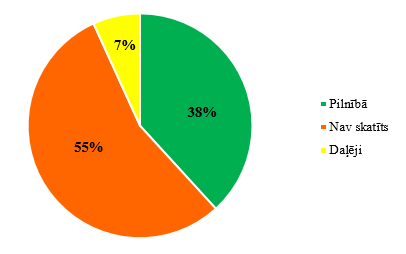 7%
38%
55%
Pilnībā
Nav skatīts
Daļēji